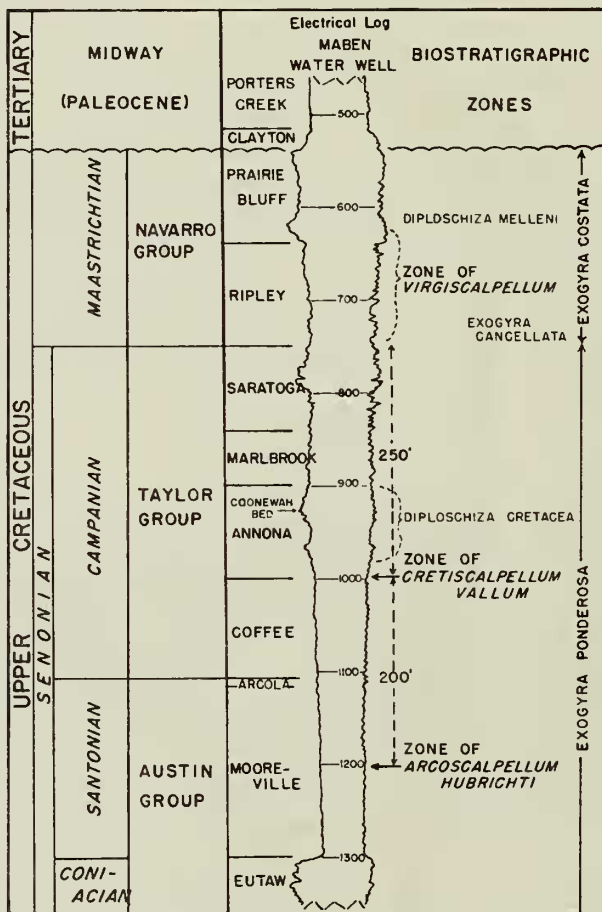 Electrical Log
MABEN
WATER WELL
MIDWAY
(PALEOCENE)
TERTIARY
PORTERS
CREEK
CLAYTON
BIOSTRATIGRAPHIC
ZONES
500
UPPER CRETACEOUS
SENONIAN
MAASTRICHTIAN
NAVARRO
GROUP
PRAIRIE
BLUFF
RIPLEY
600
700
DIPLOSCHIZA MELLENI
ZONE OF
VIRGISCALPELLUM
EXOGYRA
CANCELLATA
EXOGYRA COSTATA
CAMPANIAN
TAYLOR
GROUP
SARATOGA
MARLBROOK
COONEWAH
BED
ANNONA
COFFEE
800
900
1000
1100
250'
DIPLOSCHIZA CRETACEA
ZONE OF
CRETISCALPELLUM
VALLUM
200'
EXOGYRA PONDEROSA
SANTONIAN
AUSTIN
GROUP
ARCOLA
MOORE-
VILLE
1200
ZONE OF
ARCOSCALPELLUM
HUBRICHTI
1300
CONI-
ACIAN
EUTAW